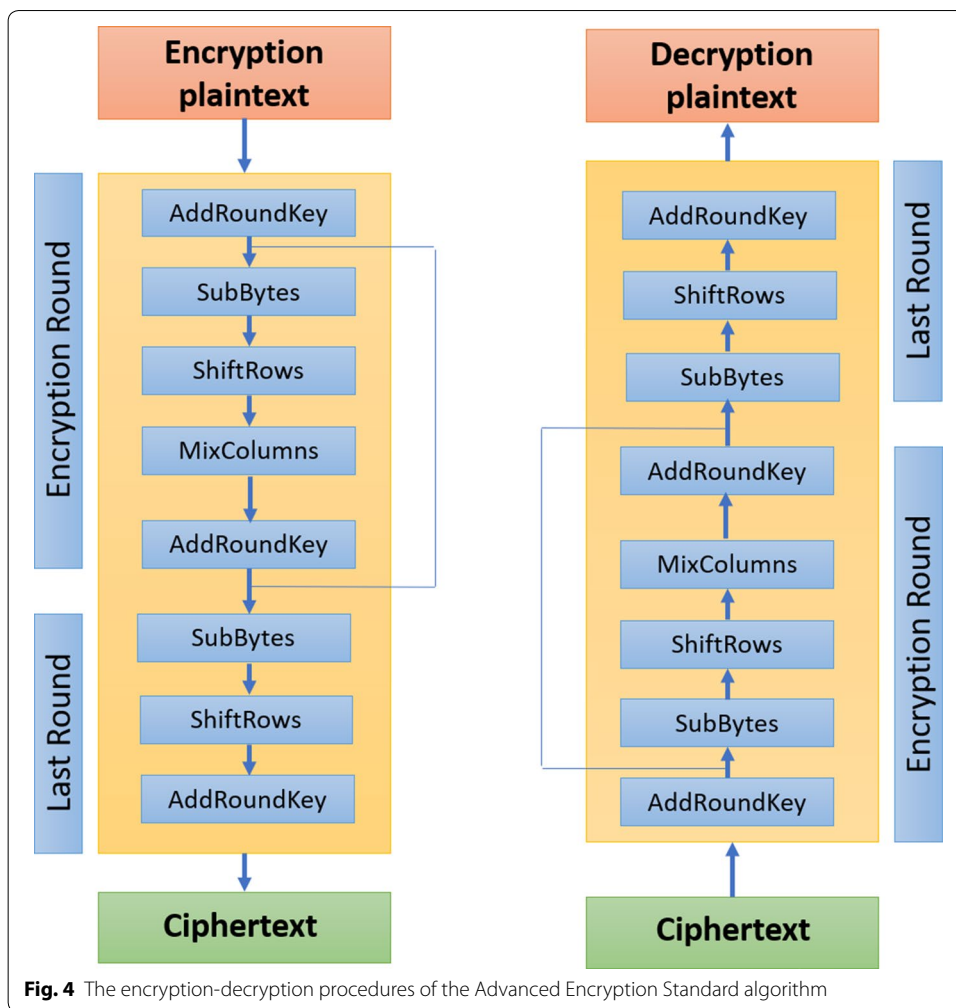 Encryption
plaintext
Encryption Round
AddRoundKey
SubBytes
ShiftRows
MixColumns
AddRoundKey
Last Round
SubBytes
ShiftRows
AddRoundKey
Ciphertext
Decryption
plaintext
AddRoundKey
ShiftRows
SubBytes
Last Round
AddRoundKey
MixColumns
ShiftRows
SubBytes
AddRoundKey
Encryption Round
Ciphertext
Fig. 4 The encryption-decryption procedures of the Advanced Encryption Standard algorithm